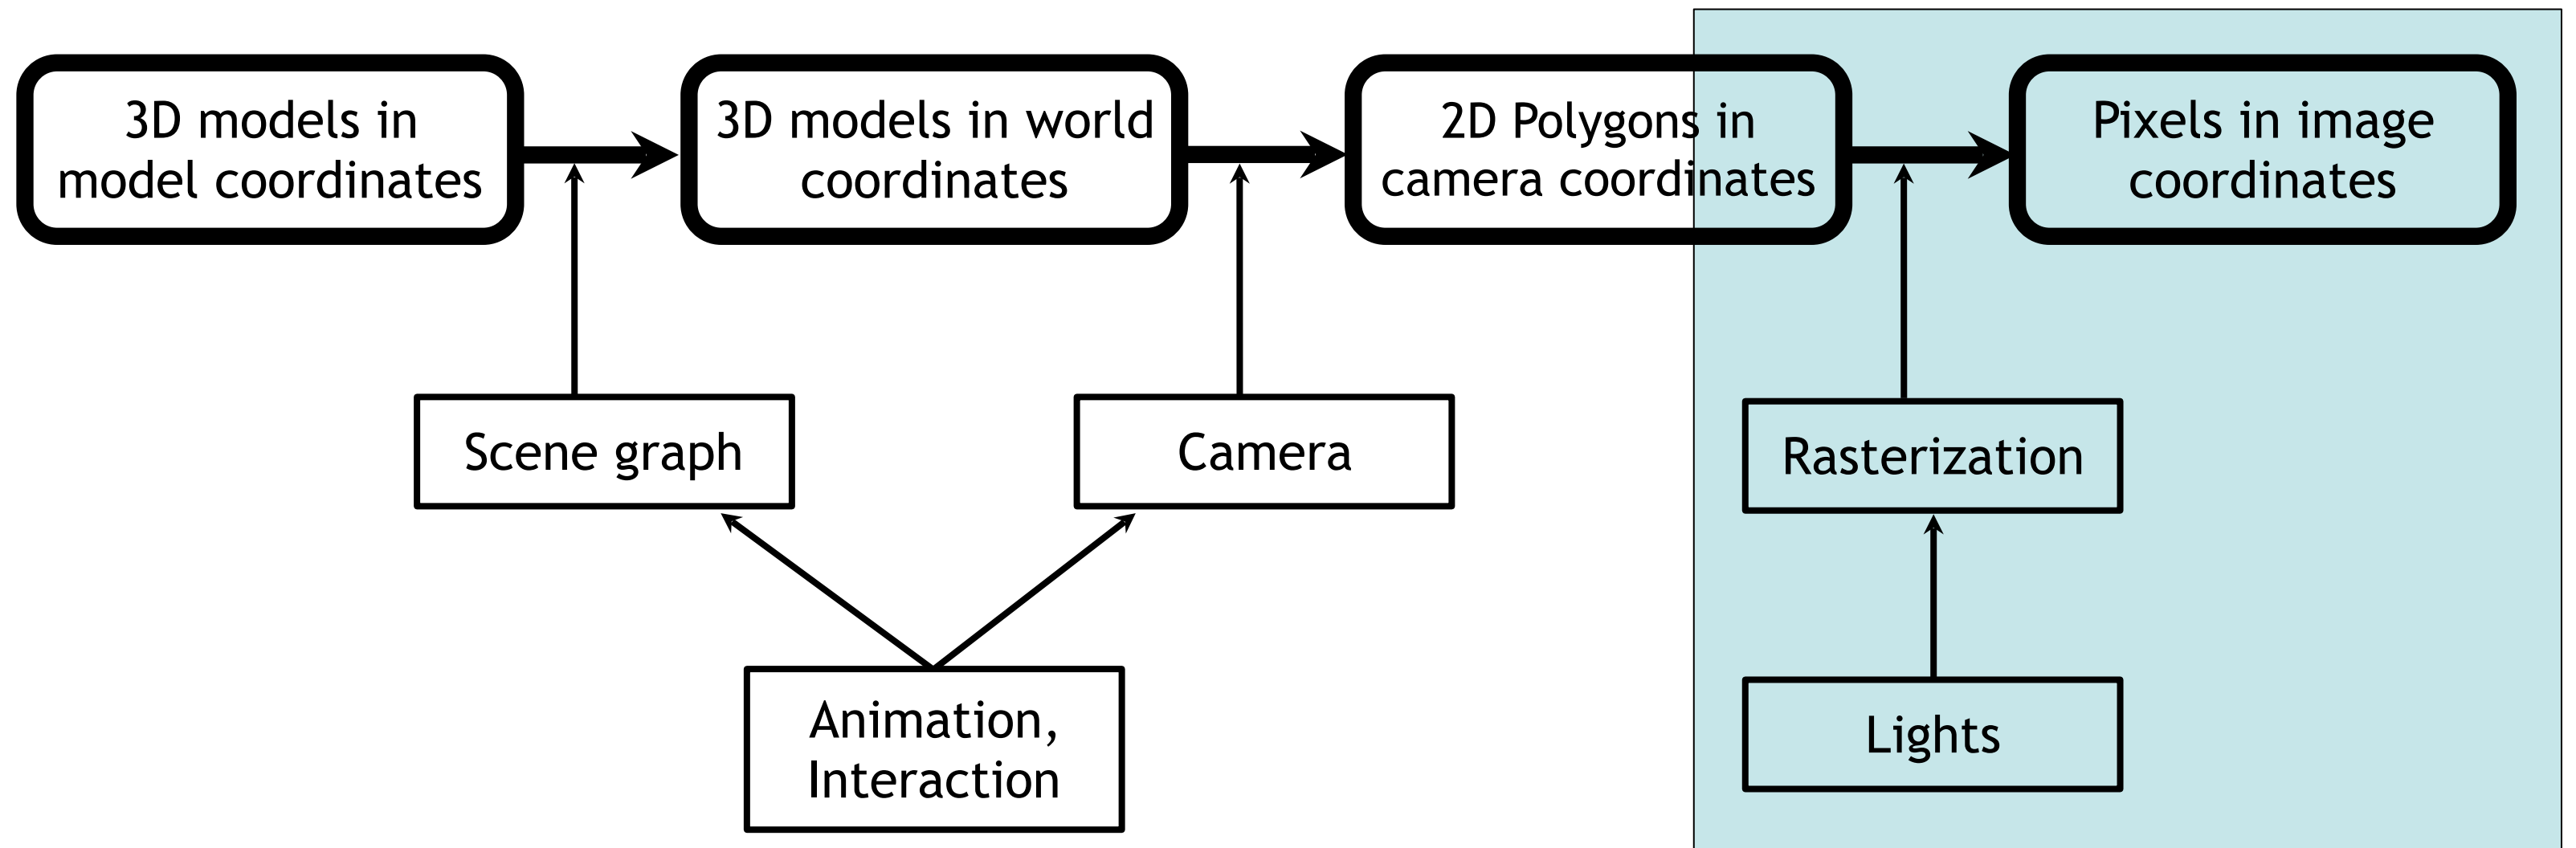 3D models in
model coordinates
3D models in world
coordinates
2D Polygons in
camera coordinates
Pixels in image
coordinates
Scene graph
Camera
Rasterization
Animation,
Interaction
Lights